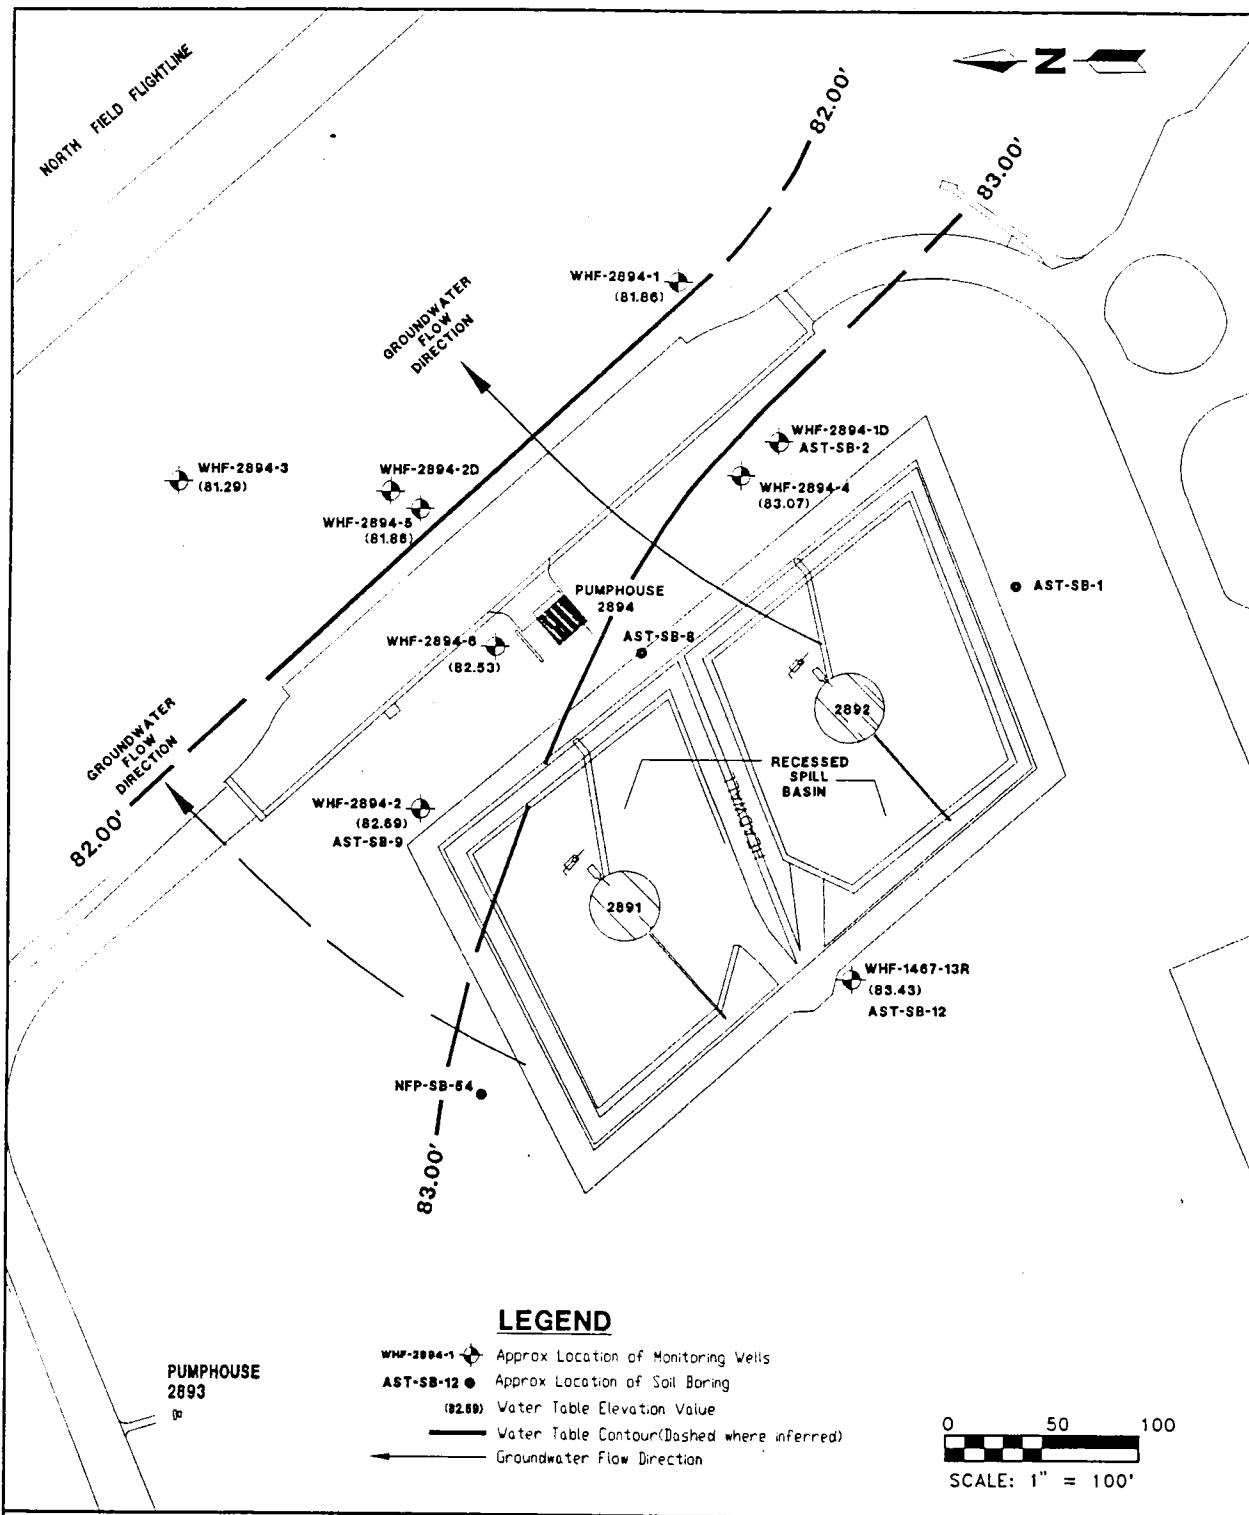 NORTH FIELD FLIGHTLINE
N
82.00'
83.00'
WHF-2894-1
(81.86)
GROUNDWATER
FLOW
DIRECTION
WHF-2894-1D
AST-SB-2
WHF-2894-3
(81.29)
WHF-2894-2D
WHF-2894-4
(83.07)
WHF-2894-5
(81.86)
AST-SB-1
PUMPHOUSE
2894
AST-SB-8
WHF-2894-6
(82.53)
GROUNDWATER
FLOW
DIRECTION
2892
RECESSED
SPILL
BASIN
HEADWALL
82.00'
WHF-2894-2
(82.69)
AST-SB-9
2891
WHF-1467-13R
(83.43)
AST-SB-12
NFP-SB-54
83.00'
LEGEND
WHF-2894-1 Approx Location of Monitoring Wells
AST-SB-12 Approx Location of Soil Boring
(82.69) Water Table Elevation Value
Water Table Contour(Dashed where inferred)
Groundwater Flow Direction
PUMPHOUSE
2893
0 50 100
SCALE: 1" = 100'